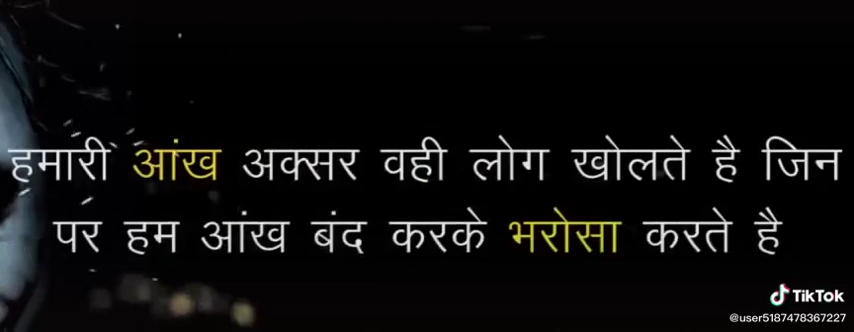 हमारी आंख अक्सर वही लोग खोलते है जिन
पर हम आंख बंद करके भरोसा करते है
TikTok
@user5187478367227